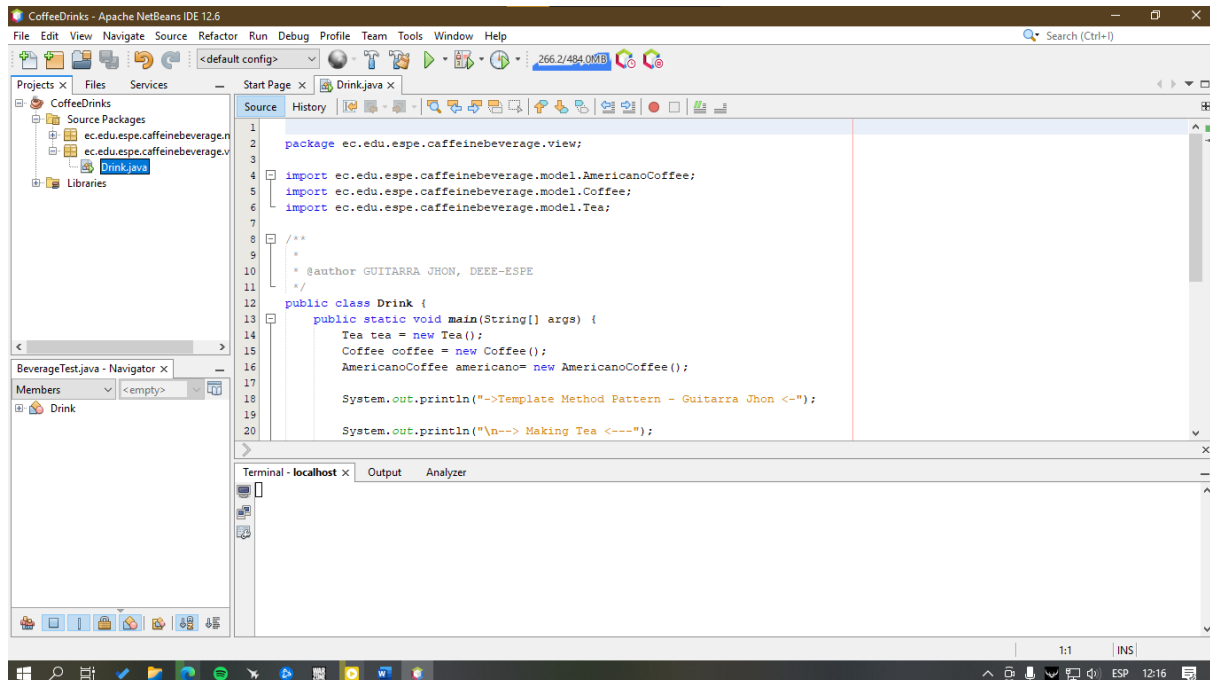 CoffeeDrinks - Apache NetBeans IDE 12.6
File Edit View Navigate Source Refactor Run Debug Profile Team Tools Window Help
Search (Ctrl+I)
<default config>
266.2/484.0MB
Projects Files Services
Start Page Drink.java
CoffeeDrinks
Source Packages
ec.edu.espe.caffeinebeverage.n
ec.edu.espe.caffeinebeverage.v
Drink.java
Libraries
Source History
1
2 package ec.edu.espe.caffeinebeverage.view;
3
4 import ec.edu.espe.caffeinebeverage.model.AmericanoCoffee;
5 import ec.edu.espe.caffeinebeverage.model.Coffee;
6 import ec.edu.espe.caffeinebeverage.model.Tea;
7
8 /**
9 *
10 * @author GUITARRA JHON, DEEE-ESPE
11 */
12 public class Drink {
13 public static void main(String[] args) {
14 Tea tea = new Tea();
15 Coffee coffee = new Coffee();
16 AmericanoCoffee americano= new AmericanoCoffee();
17
18 System.out.println("->Template Method Pattern - Guitarra Jhon <-");
19
20 System.out.println("\n--> Making Tea <---");
BeverageTest.java - Navigator
Members <empty>
Drink
Terminal - localhost Output Analyzer
1:1 INS
ESP 12:16